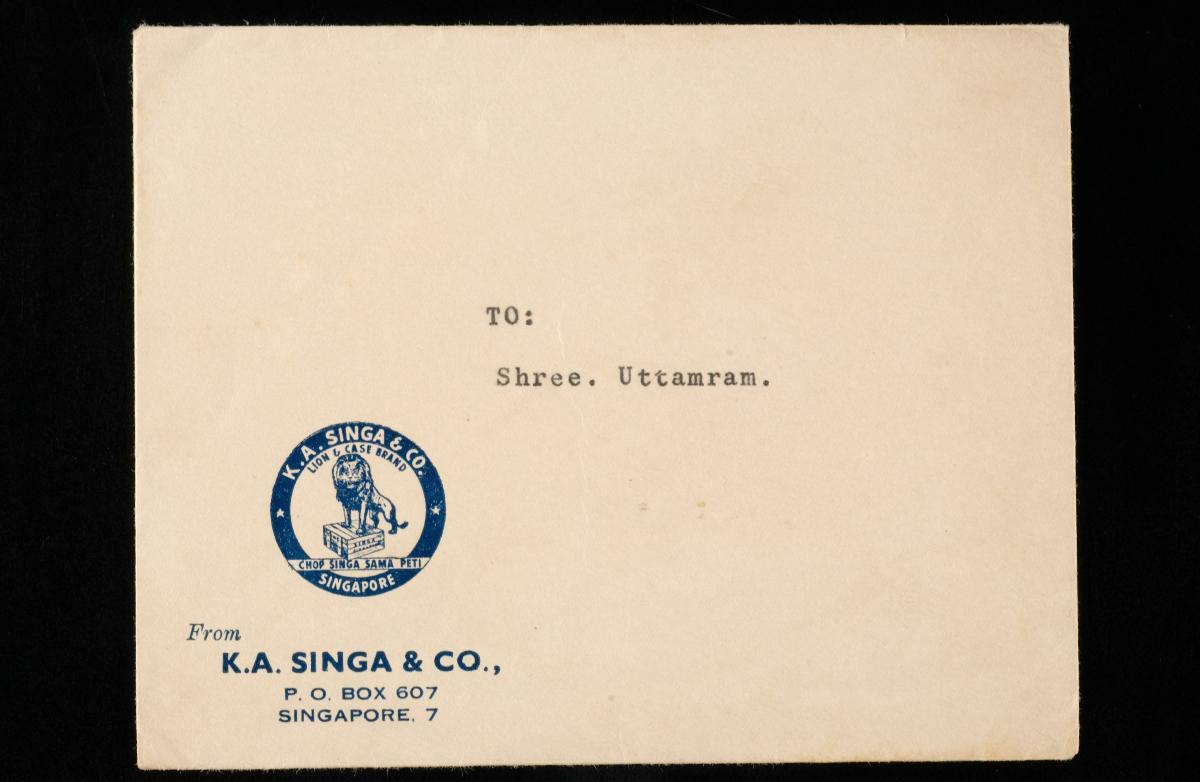 TO:
Shree. Uttamram.
K.A. SINGA & CO.
LION & CASE BRAND
SINGA
CHOP SINGA SAMA PETI
SINGAPORE
From
K.A. SINGA & CO.,
P. O. BOX 607
SINGAPORE. 7